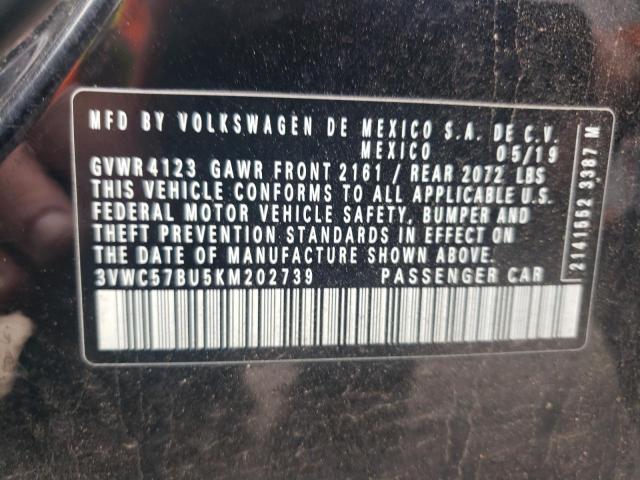 MFD BY VOLKSWAGEN DE MEXICO S.A. DE C.V.
MEXICO 05/19
GVWR4123 GAWR FRONT 2161 / REAR 2072 LBS
THIS VEHICLE CONFORMS TO ALL APPLICABLE U.S.
FEDERAL MOTOR VEHICLE SAFETY, BUMPER AND
THEFT PREVENTION STANDARDS IN EFFECT ON
THE DATE OF MANUFACTURE SHOWN ABOVE.
3VWC57BU5KM202739 PASSENGER CAR
2141562 3387 M